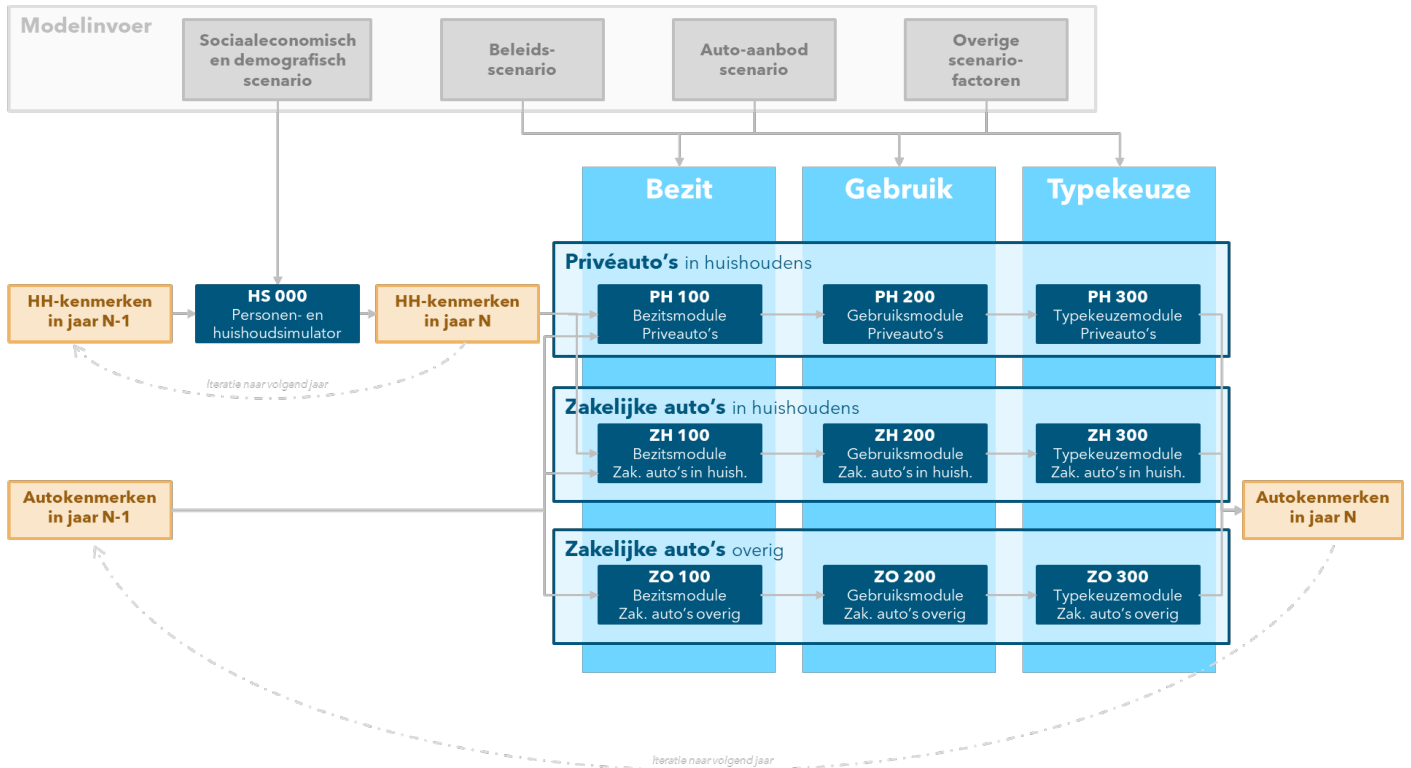 Modelinvoer
Sociaaleconomisch
en demografisch
scenario
Beleids-
scenario
Auto-aanbod
scenario
Overige
scenario-
factoren
Bezit
Gebruik
Typekeuze
Privéauto’s in huishoudens
HH-kenmerken
in jaar N-1
HS 000
Personen- en
huishoudsimulator
HH-kenmerken
in jaar N
PH 100
Bezitsmodule
Priveauto’s
PH 200
Gebruiksmodule
Priveauto’s
PH 300
Typekeuzemodule
Priveauto’s
Iteratie naar volgend jaar
Zakelijke auto’s in huishoudens
ZH 100
Bezitsmodule
Zak. auto’s in huish.
ZH 200
Gebruiksmodule
Zak. auto’s in huish.
ZH 300
Typekeuzemodule
Zak. auto’s in huish.
Autokenmerken
in jaar N-1
Autokenmerken
in jaar N
Zakelijke auto’s overig
ZO 100
Bezitsmodule
Zak. auto’s overig
ZO 200
Gebruiksmodule
Zak. auto’s overig
ZO 300
Typekeuzemodule
Zak. auto’s overig
Iteratie naar volgend jaar